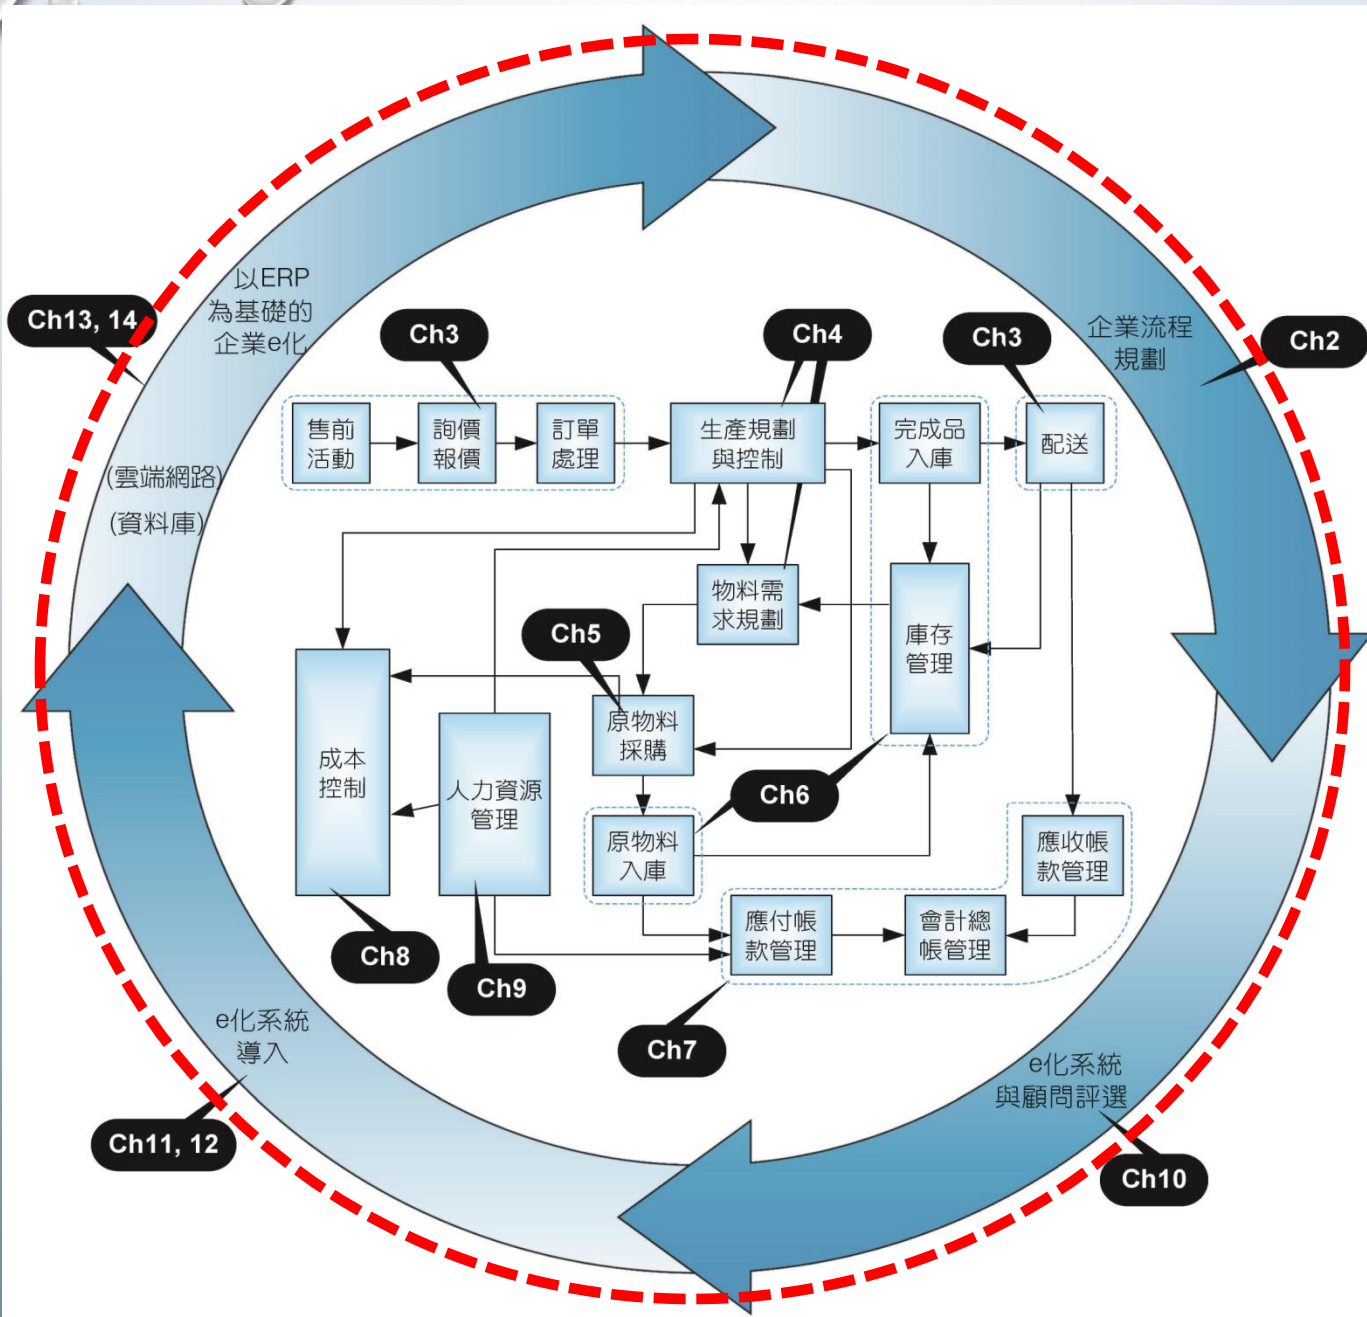 以ERP
為基礎的
企業e化
Ch13, 14
(雲端網路)
(資料庫)
企業流程
規劃
Ch2
Ch3
Ch4
Ch3
售前
活動
詢價
報價
訂單
處理
生產規劃
與控制
完成品
入庫
配送
物料需
求規劃
庫存
管理
Ch5
原物料
採購
成本
控制
人力資源
管理
Ch6
原物料
入庫
應收帳
款管理
應付帳
款管理
會計總
帳管理
Ch8
Ch9
Ch7
e化系統
導入
Ch11, 12
e化系統
與顧問評選
Ch10